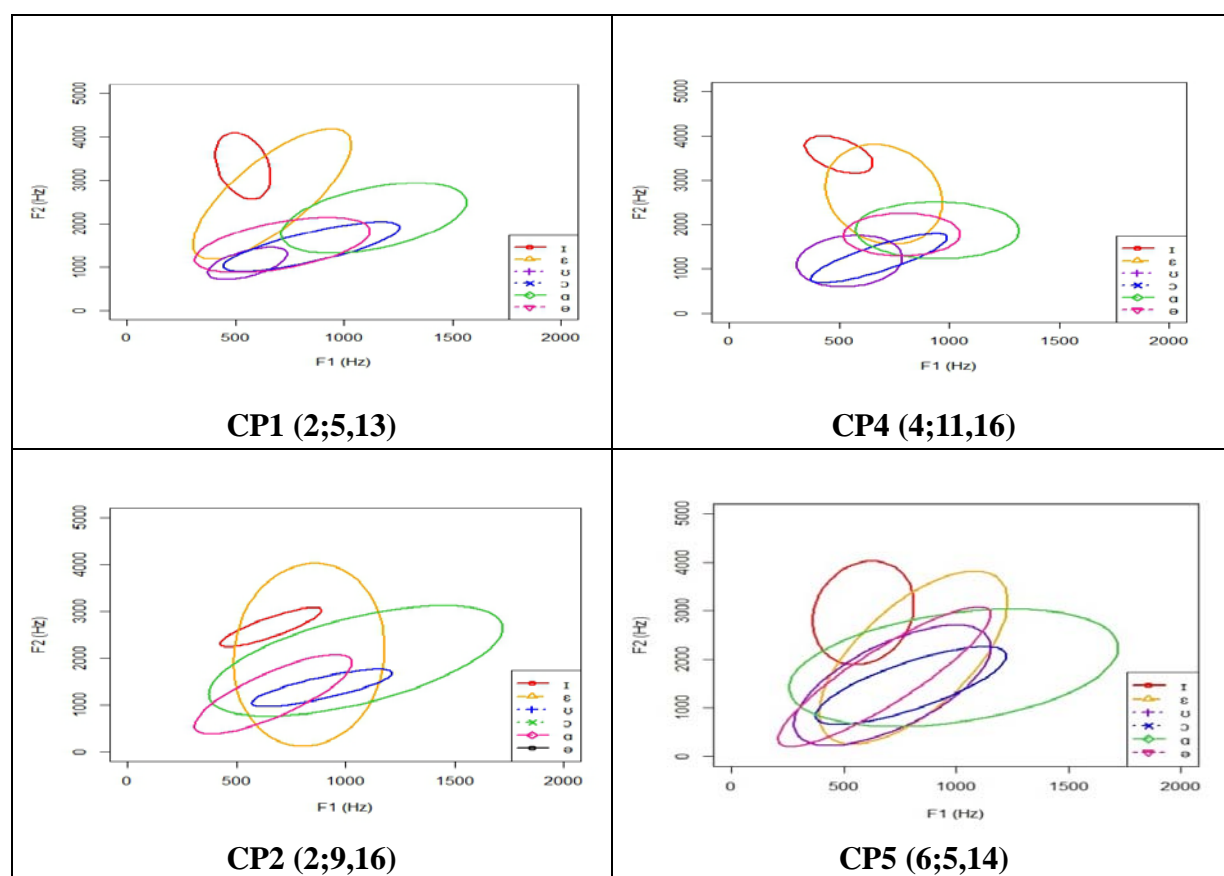 F2 (Hz)
5000
4000
3000
2000
1000
0
ɪ
ɛ
ʊ
ɔ
ɑ
ɵ
0 500 1000 1500 2000
F1 (Hz)
CP1 (2;5,13)
F2 (Hz)
5000
4000
3000
2000
1000
0
ɪ
ɛ
ʊ
ɔ
ɑ
ɵ
0 500 1000 1500 2000
F1 (Hz)
CP4 (4;11,16)
F2 (Hz)
5000
4000
3000
2000
1000
0
ɪ
ɛ
ʊ
ɔ
ɑ
ɵ
0 500 1000 1500 2000
F1 (Hz)
CP2 (2;9,16)
F2 (Hz)
5000
4000
3000
2000
1000
0
ɪ
ɛ
ʊ
ɔ
ɑ
ɵ
0 500 1000 1500 2000
F1 (Hz)
CP5 (6;5,14)